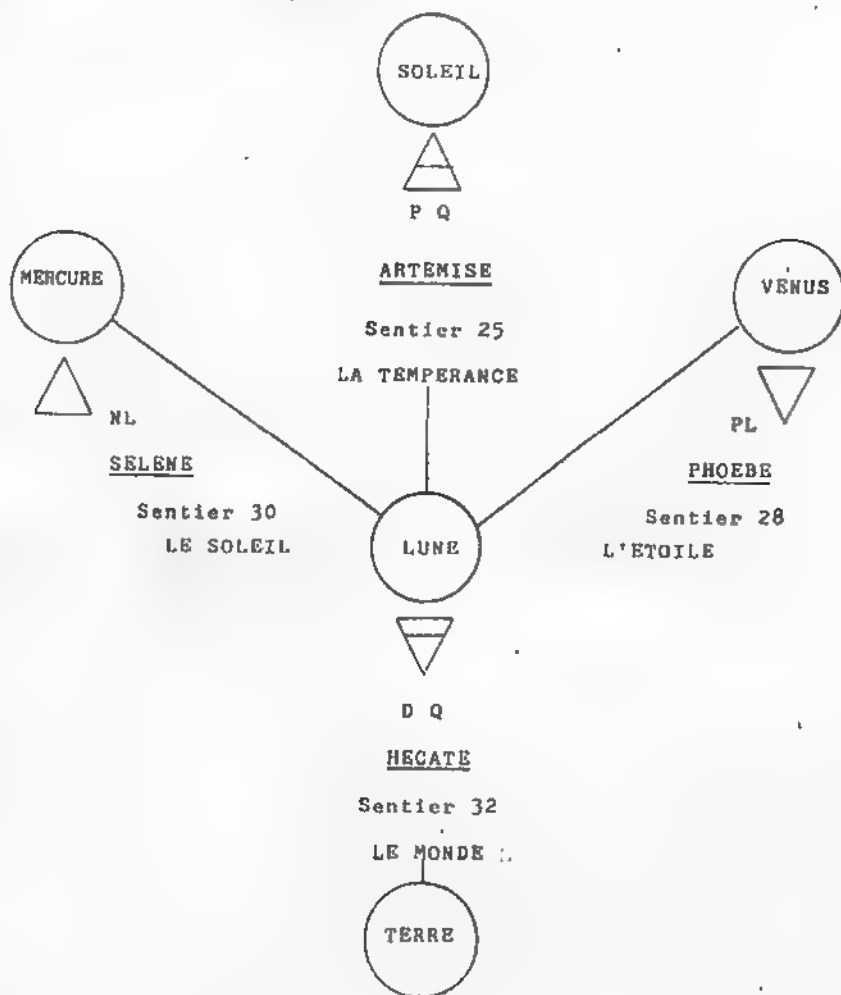 SOLEIL
P Q
ARTEMISE
Sentier 25
LA TEMPERANCE
MERCURE
NL
SELENE
Sentier 30
LE SOLEIL
VENUS
PL
PHOEBE
Sentier 28
L'ETOILE
LUNE
D Q
HECATE
Sentier 32
LE MONDE
TERRE